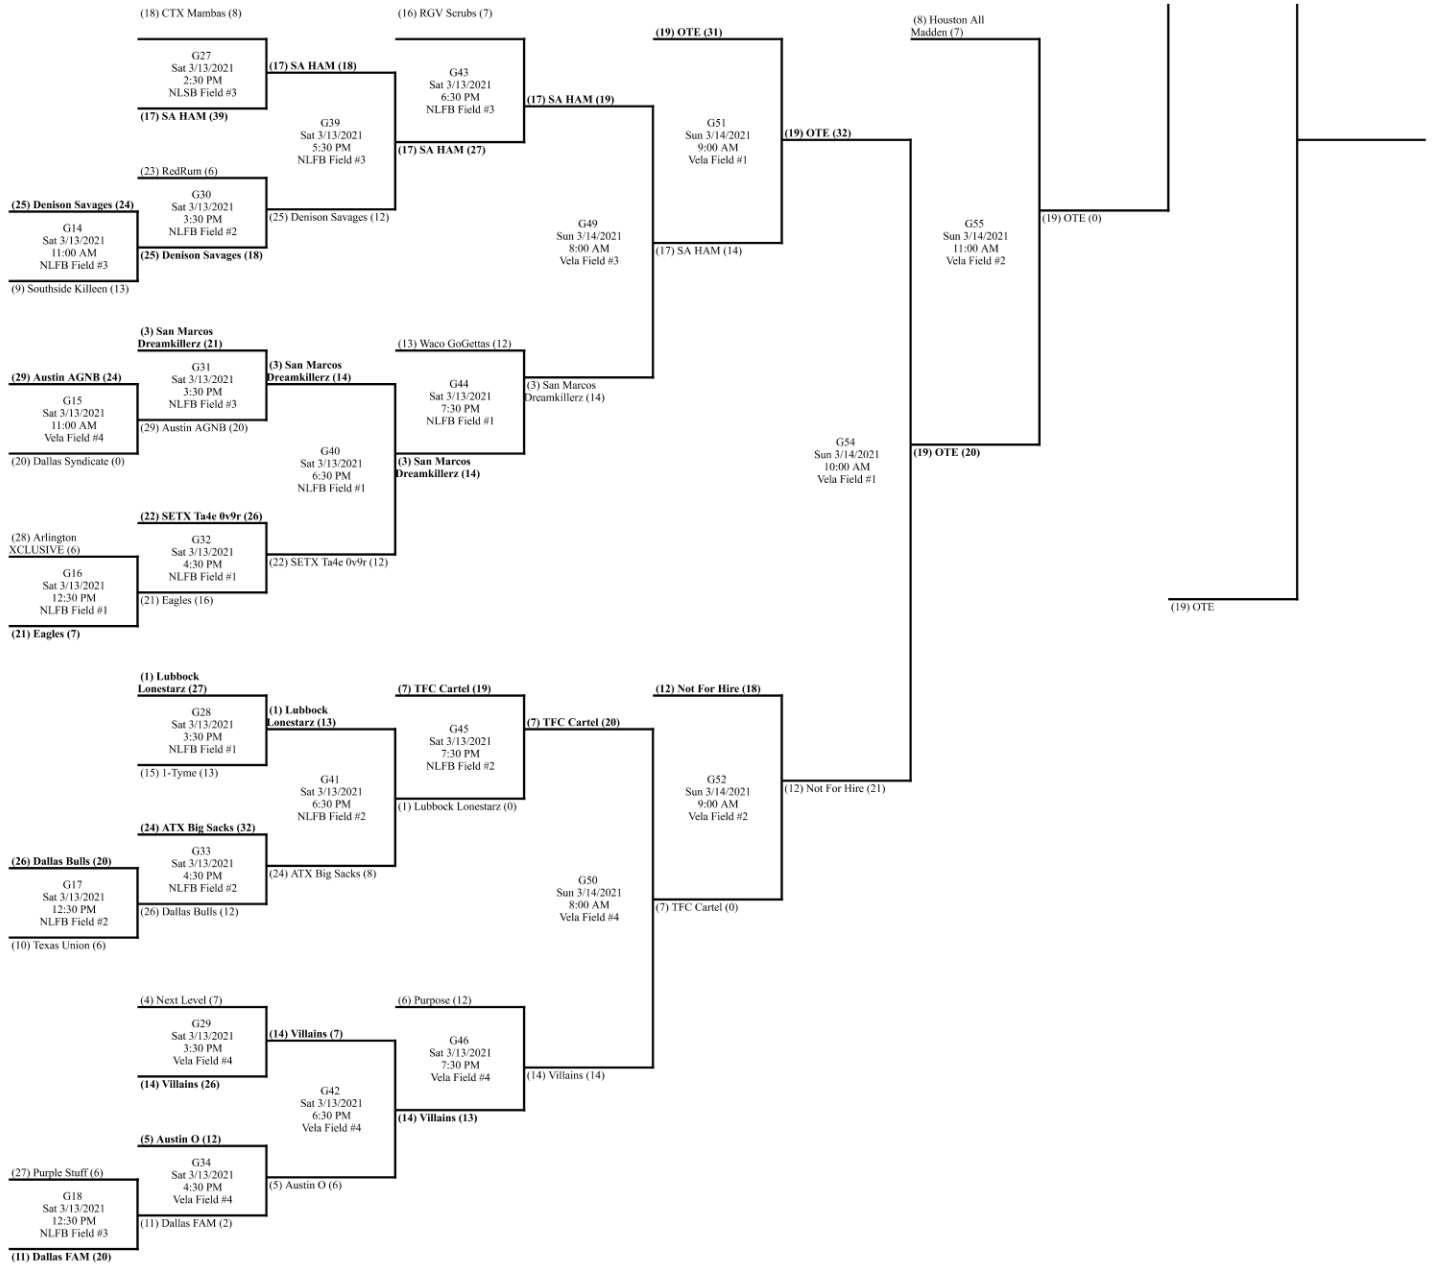 (18) CTX Mambas (8)
G27
Sat 3/13/2021
2:30 PM
NLSB Field #3
(17) SA HAM (39)
(17) SA HAM (18)
G39
Sat 3/13/2021
5:30 PM
NLFB Field #3
(23) RedRum (6)
G30
Sat 3/13/2021
3:30 PM
NLFB Field #2
(25) Denison Savages (18)
(25) Denison Savages (24)
G14
Sat 3/13/2021
11:00 AM
NLFB Field #3
(9) Southside Killeen (13)
(25) Denison Savages (12)
(16) RGV Scrubs (7)
G43
Sat 3/13/2021
6:30 PM
NLFB Field #3
(17) SA HAM (27)
(17) SA HAM (19)
G49
Sun 3/14/2021
8:00 AM
Vela Field #3
(19) OTE (31)
G51
Sun 3/14/2021
9:00 AM
Vela Field #1
(17) SA HAM (14)
(19) OTE (32)
(8) Houston All
Madden (7)
G55
Sun 3/14/2021
11:00 AM
Vela Field #2
(19) OTE (0)
(3) San Marcos
Dreamkillerz (21)
G31
Sat 3/13/2021
3:30 PM
NLFB Field #3
(29) Austin AGNB (20)
(29) Austin AGNB (24)
G15
Sat 3/13/2021
11:00 AM
Vela Field #4
(20) Dallas Syndicate (0)
(3) San Marcos
Dreamkillerz (14)
G40
Sat 3/13/2021
6:30 PM
NLFB Field #1
(13) Waco GoGettas (12)
G44
Sat 3/13/2021
7:30 PM
NLFB Field #1
(3) San Marcos
Dreamkillerz (14)
(3) San Marcos
Dreamkillerz (14)
G54
Sun 3/14/2021
10:00 AM
Vela Field #1
(19) OTE (20)
(22) SETX Ta4e 0v9r (26)
G32
Sat 3/13/2021
4:30 PM
NLFB Field #1
(21) Eagles (16)
(28) Arlington
XCLUSIVE (6)
G16
Sat 3/13/2021
12:30 PM
NLFB Field #1
(21) Eagles (7)
(22) SETX Ta4e 0v9r (12)
(19) OTE
(1) Lubbock
Lonestarz (27)
G28
Sat 3/13/2021
3:30 PM
NLFB Field #1
(15) 1-Tyme (13)
(1) Lubbock
Lonestarz (13)
G41
Sat 3/13/2021
6:30 PM
NLFB Field #2
(7) TFC Cartel (19)
G45
Sat 3/13/2021
7:30 PM
NLFB Field #2
(1) Lubbock Lonestarz (0)
(7) TFC Cartel (20)
(12) Not For Hire (18)
G52
Sun 3/14/2021
9:00 AM
Vela Field #2
(12) Not For Hire (21)
(24) ATX Big Sacks (32)
G33
Sat 3/13/2021
4:30 PM
NLFB Field #2
(26) Dallas Bulls (12)
(26) Dallas Bulls (20)
G17
Sat 3/13/2021
12:30 PM
NLFB Field #2
(10) Texas Union (6)
(24) ATX Big Sacks (8)
G50
Sun 3/14/2021
8:00 AM
Vela Field #4
(7) TFC Cartel (0)
(4) Next Level (7)
G29
Sat 3/13/2021
3:30 PM
Vela Field #4
(14) Villains (26)
(14) Villains (7)
G42
Sat 3/13/2021
6:30 PM
Vela Field #4
(6) Purpose (12)
G46
Sat 3/13/2021
7:30 PM
Vela Field #4
(14) Villains (13)
(14) Villains (14)
(5) Austin O (12)
G34
Sat 3/13/2021
4:30 PM
Vela Field #4
(11) Dallas FAM (2)
(5) Austin O (6)
(27) Purple Stuff (6)
G18
Sat 3/13/2021
12:30 PM
NLFB Field #3
(11) Dallas FAM (20)